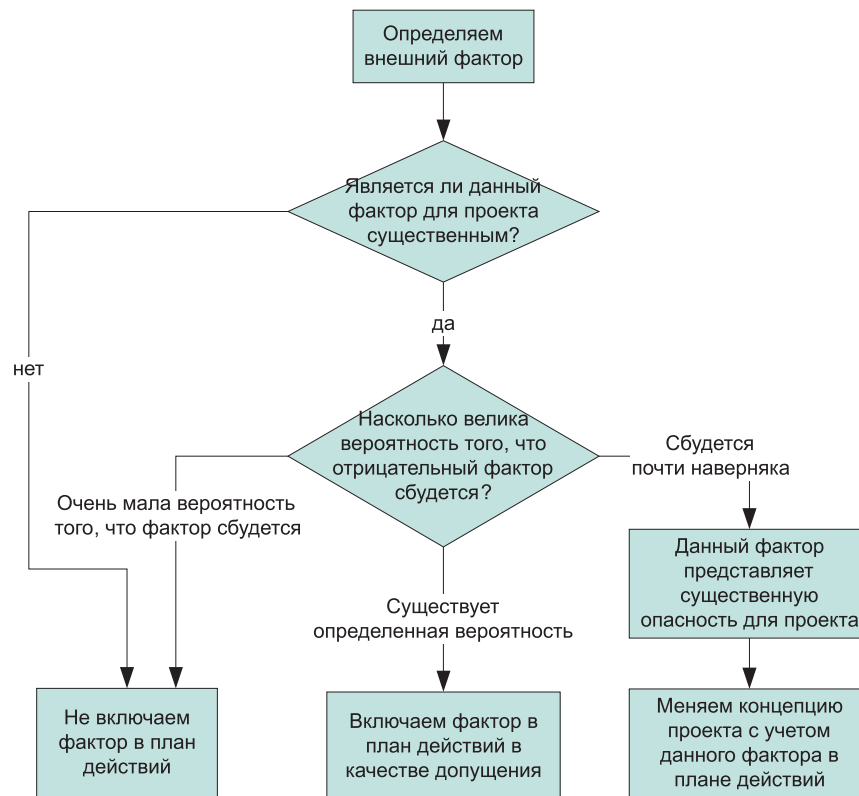 Определяем
внешний фактор
Является ли данный
фактор для проекта
существенным?
да
нет
Насколько велика
вероятность того, что
отрицательный фактор
сбудется?
Сбудется
почти наверняка
Очень мала вероятность
того, что фактор сбудется
Данный фактор
представляет
существенную
опасность для проекта
Существует
определенная вероятность
Не включаем
фактор в план
действий
Включаем фактор в
план действий в
качестве допущения
Меняем концепцию
проекта с учетом
данного фактора в
плане действий